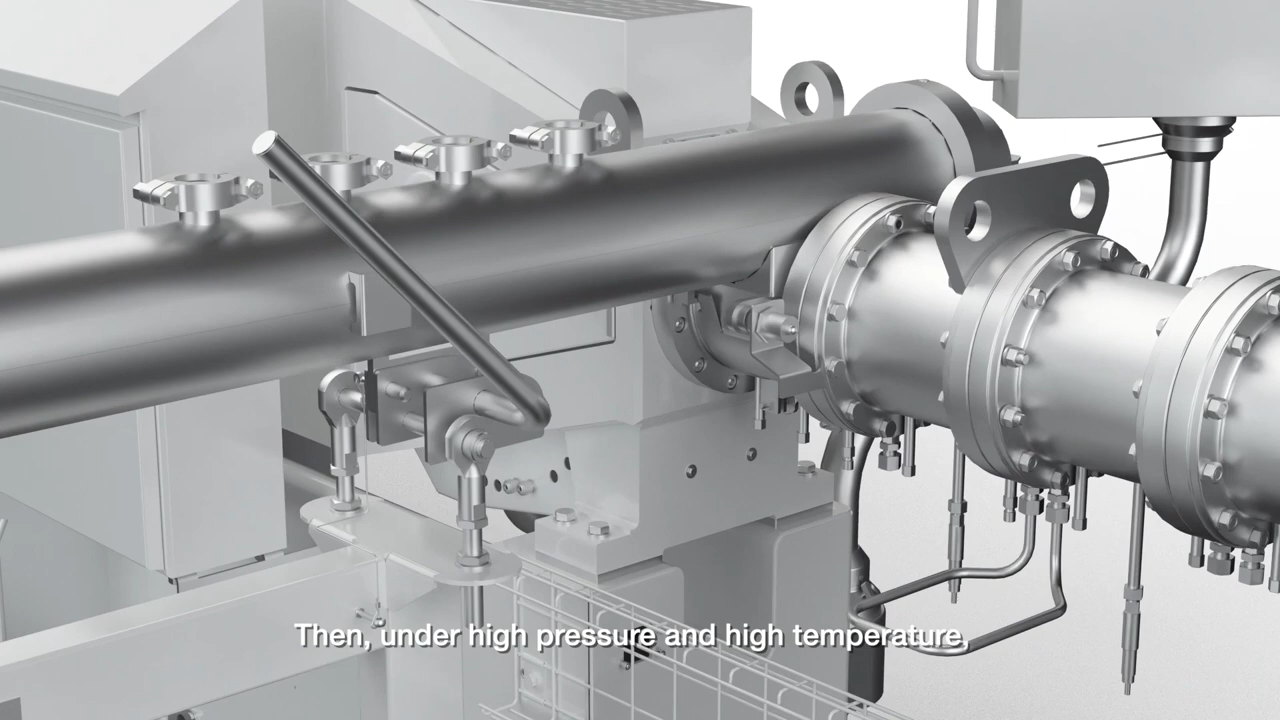 Then, under high pressure and high temperature,